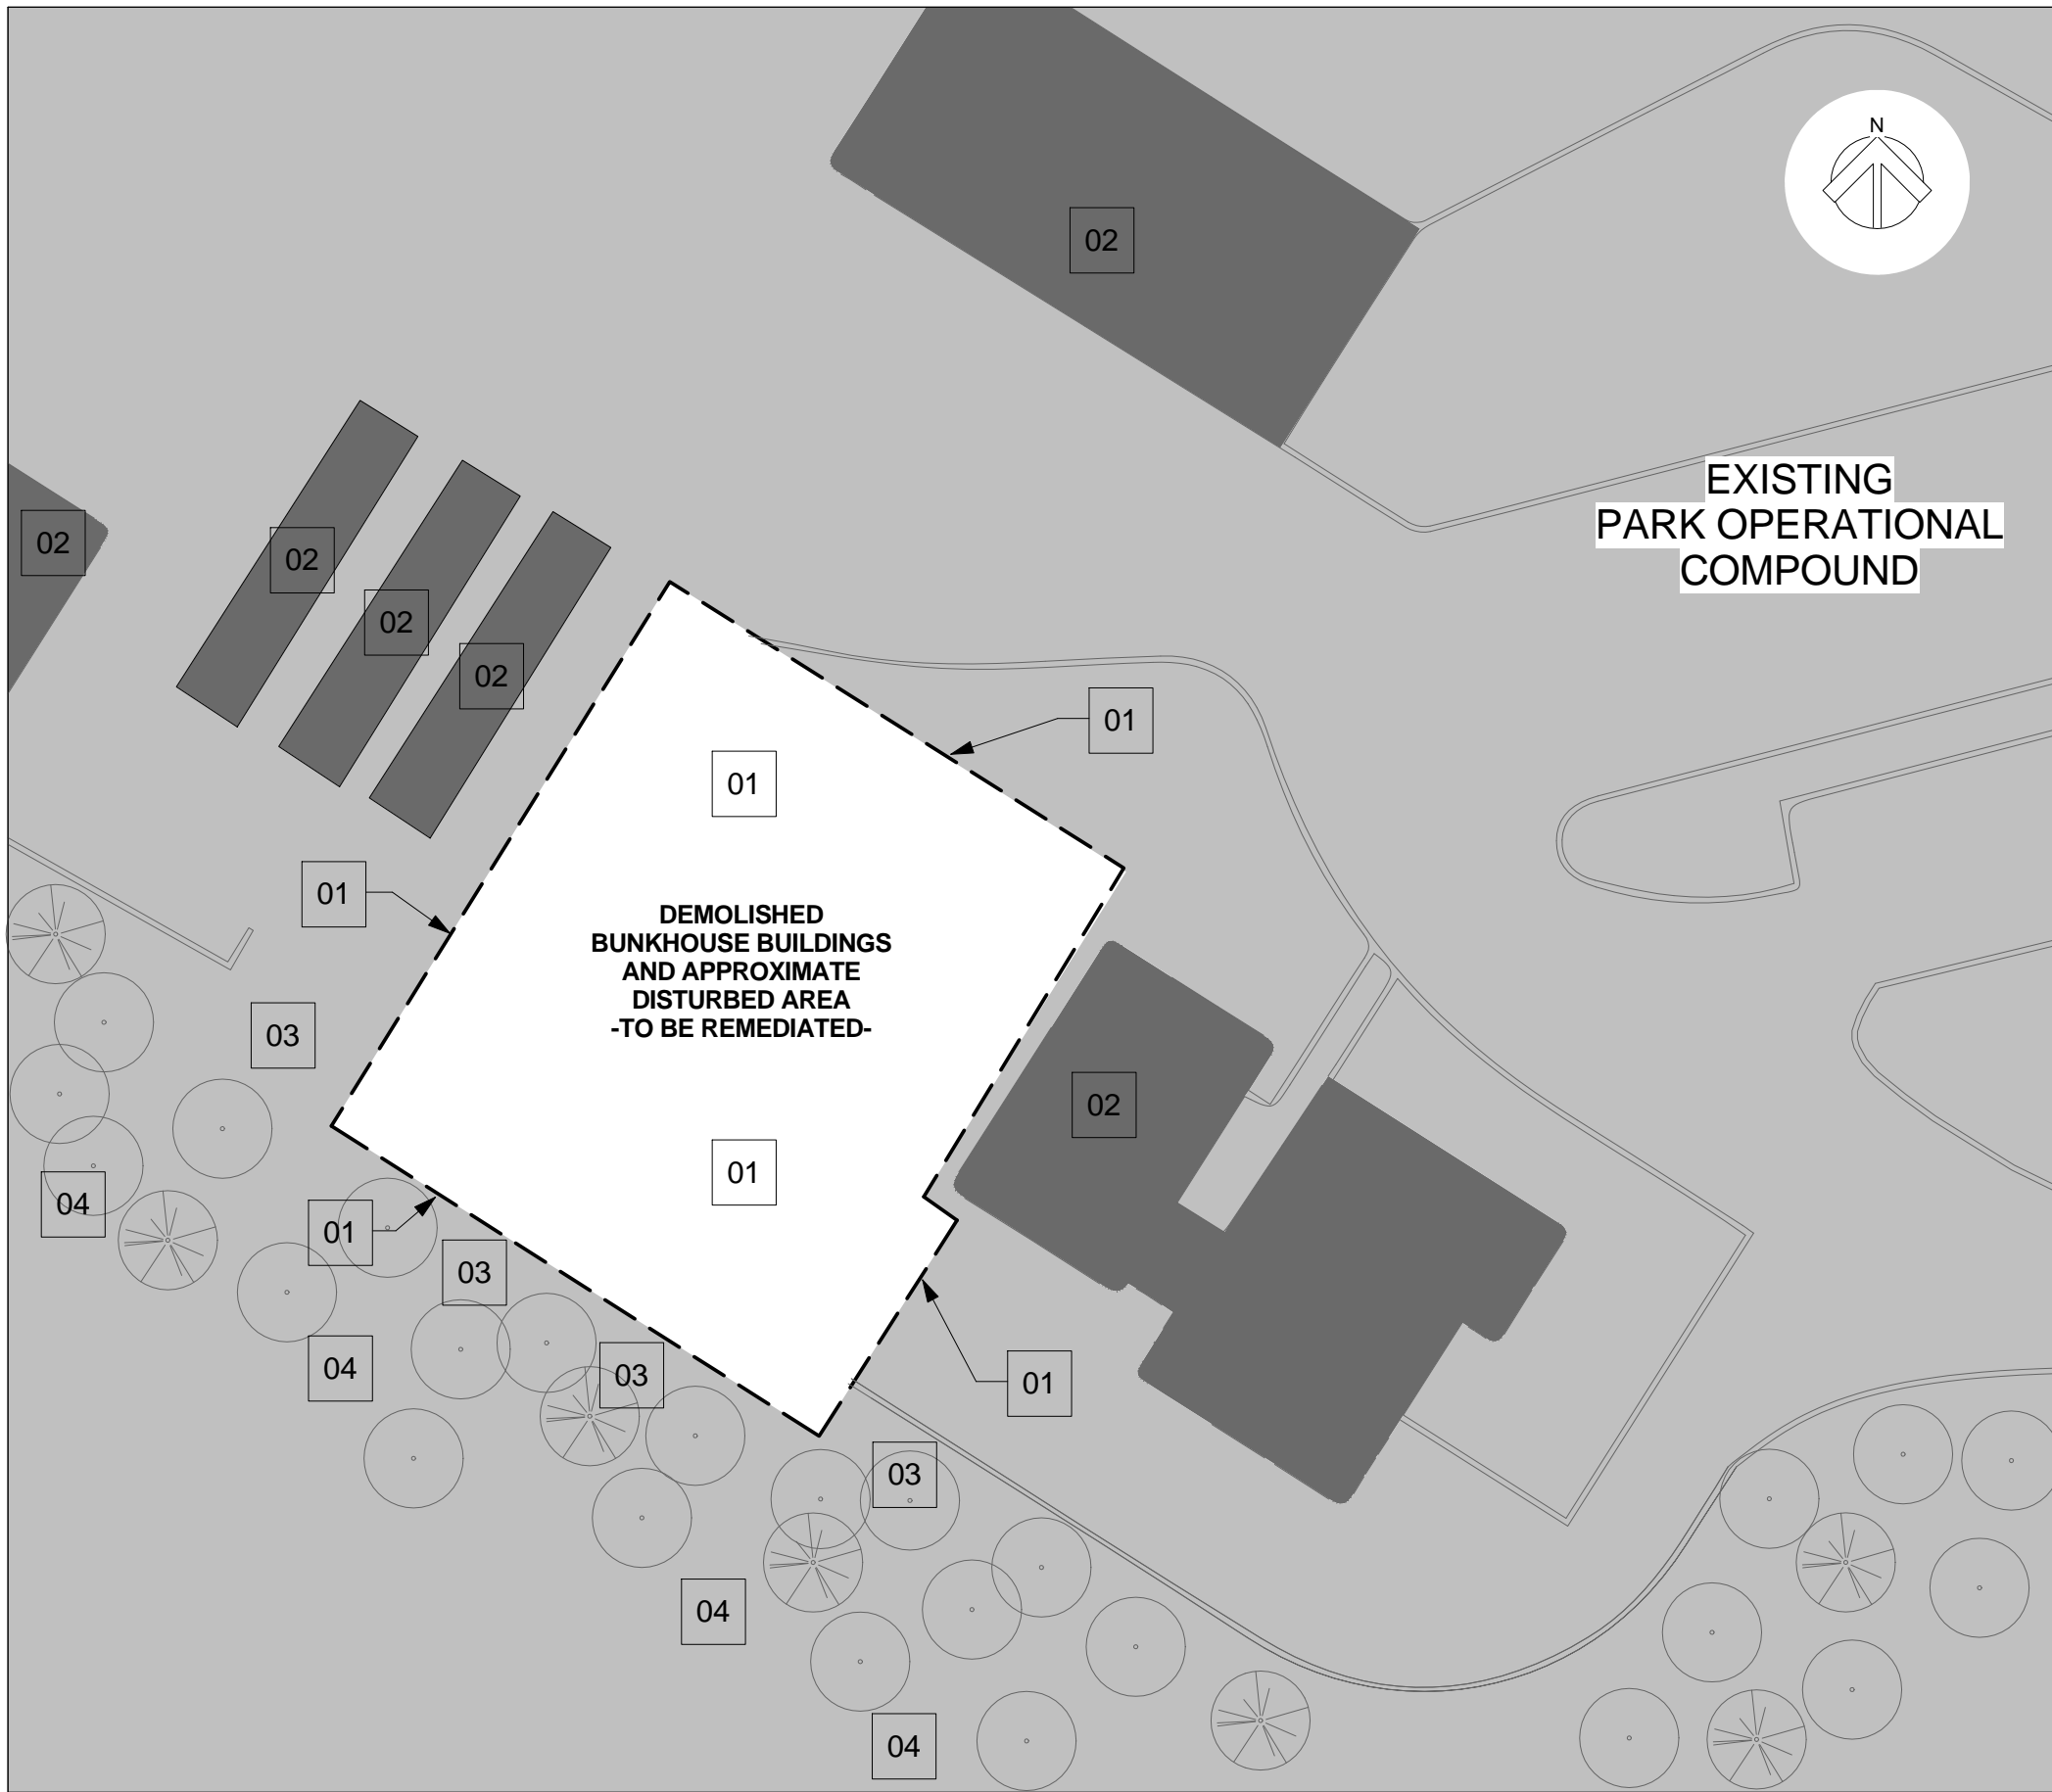 N
02
EXISTING
PARK OPERATIONAL
COMPOUND
02
02
02
02
01
01
01
DEMOLISHED
BUNKHOUSE BUILDINGS
AND APPROXIMATE
DISTURBED AREA
-TO BE REMEDIATED-
03
02
01
04
01
03
04
03
01
03
04
04